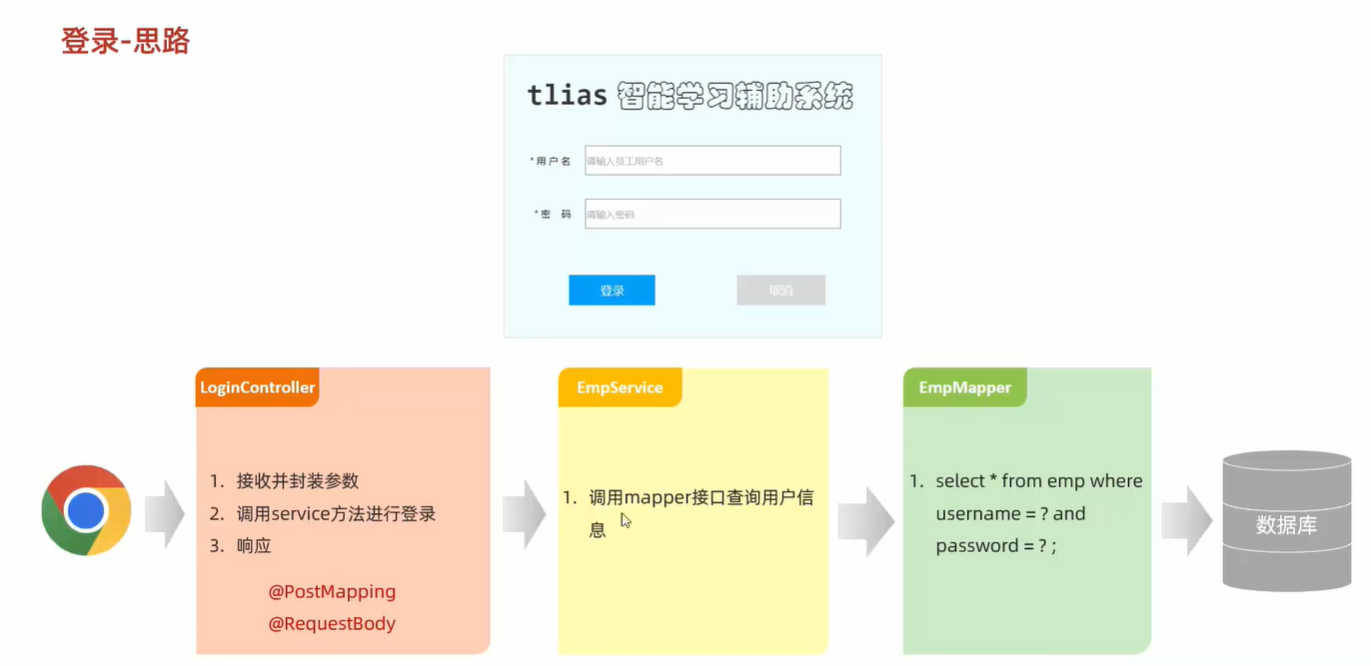 登录-思路
tlias 智能学习辅助系统
*用户名 请输入员工用户名
*密 码 请输入密码
登录 取消
LoginController
1. 接收并封装参数
2. 调用service方法进行登录
3. 响应
@PostMapping
@RequestBody
EmpService
1. 调用mapper接口查询用户信
息
EmpMapper
1. select * from emp where
username = ? and
password = ? ;
数据库